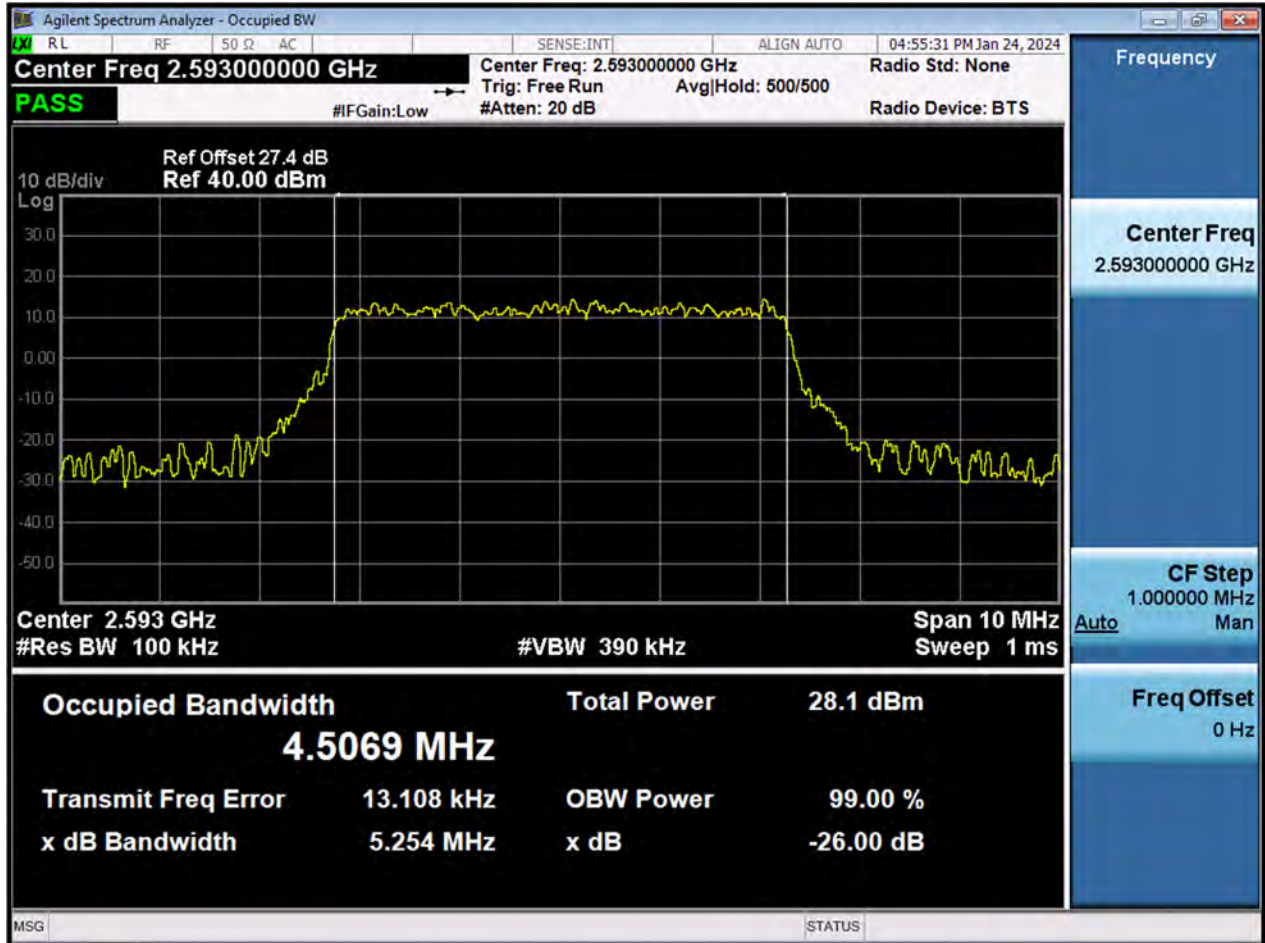 Agilent Spectrum Analyzer - Occupied BW
LXI RL RF 50 Ω AC SENSE:INT ALIGN AUTO 04:55:31 PM Jan 24, 2024
Center Freq 2.593000000 GHz Center Freq: 2.593000000 GHz Radio Std: None
Trig: Free Run Avg|Hold: 500/500
PASS #IFGain:Low #Atten: 20 dB Radio Device: BTS
Ref Offset 27.4 dB
10 dB/div Ref 40.00 dBm
Log
30.0
20.0
10.0
0.00
-10.0
-20.0
-30.0
-40.0
-50.0
Center 2.593 GHz Span 10 MHz
#Res BW 100 kHz #VBW 390 kHz Sweep 1 ms
Occupied Bandwidth Total Power 28.1 dBm
4.5069 MHz
Transmit Freq Error 13.108 kHz OBW Power 99.00 %
x dB Bandwidth 5.254 MHz x dB -26.00 dB
MSG STATUS
Frequency
Center Freq
2.593000000 GHz
CF Step
1.000000 MHz
Auto Man
Freq Offset
0 Hz